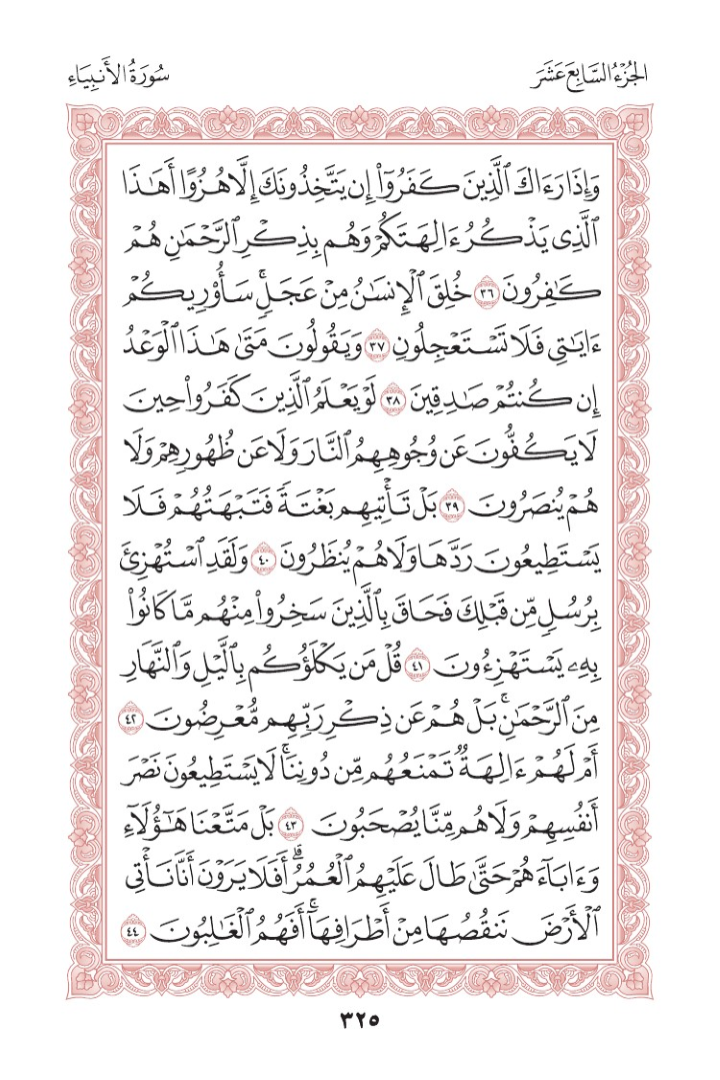 الجُزْءُ السَّابِعَ عَشَرَ
سُورَةُ الأَنبِيَاءِ
وَإِذَا رَءَاكَ ٱلَّذِينَ كَفَرُوٓاْ إِن يَتَّخِذُونَكَ إِلَّا هُزُوًا أَهَٰذَا
ٱلَّذِي يَذۡكُرُ ءَالِهَتَكُمۡ وَهُم بِذِكۡرِ ٱلرَّحۡمَٰنِ هُمۡ
كَٰفِرُونَ ٣٦ خُلِقَ ٱلۡإِنسَٰنُ مِنۡ عَجَلٖۚ سَأُوْرِيكُمۡ
ءَايَٰتِي فَلَا تَسۡتَعۡجِلُونِ ٣٧ وَيَقُولُونَ مَتَىٰ هَٰذَا ٱلۡوَعۡدُ
إِن كُنتُمۡ صَٰدِقِينَ ٣٨ لَوۡ يَعۡلَمُ ٱلَّذِينَ كَفَرُواْ حِينَ
لَا يَكُفُّونَ عَن وُجُوهِهِمُ ٱلنَّارَ وَلَا عَن ظُهُورِهِمۡ وَلَا
هُمۡ يُنصَرُونَ ٣٩ بَلۡ تَأۡتِيهِم بَغۡتَةٗ فَتَبۡهَتُهُمۡ فَلَا
يَسۡتَطِيعُونَ رَدَّهَا وَلَا هُمۡ يُنظَرُونَ ٤٠ وَلَقَدِ ٱسۡتُهۡزِئَ
بِرُسُلٖ مِّن قَبۡلِكَ فَحَاقَ بِٱلَّذِينَ سَخِرُواْ مِنۡهُم مَّا كَانُواْ
بِهِۦ يَسۡتَهۡزِءُونَ ٤١ قُلۡ مَن يَكۡلَؤُكُم بِٱلَّيۡلِ وَٱلنَّهَارِ
مِنَ ٱلرَّحۡمَٰنِۚ بَلۡ هُمۡ عَن ذِكۡرِ رَبِّهِم مُّعۡرِضُونَ ٤٢
أَمۡ لَهُمۡ ءَالِهَةٞ تَمۡنَعُهُم مِّن دُونِنَاۚ لَا يَسۡتَطِيعُونَ نَصۡرَ
أَنفُسِهِمۡ وَلَا هُم مِّنَّا يُصۡحَبُونَ ٤٣ بَلۡ مَتَّعۡنَا هَٰٓؤُلَآءِ
وَءَابَآءَهُمۡ حَتَّىٰ طَالَ عَلَيۡهِمُ ٱلۡعُمُرُۗ أَفَلَا يَرَوۡنَ أَنَّا نَأۡتِي
ٱلۡأَرۡضَ نَنقُصُهَا مِنۡ أَطۡرَافِهَآۚ أَفَهُمُ ٱلۡغَٰلِبُونَ ٤٤
٣٢٥